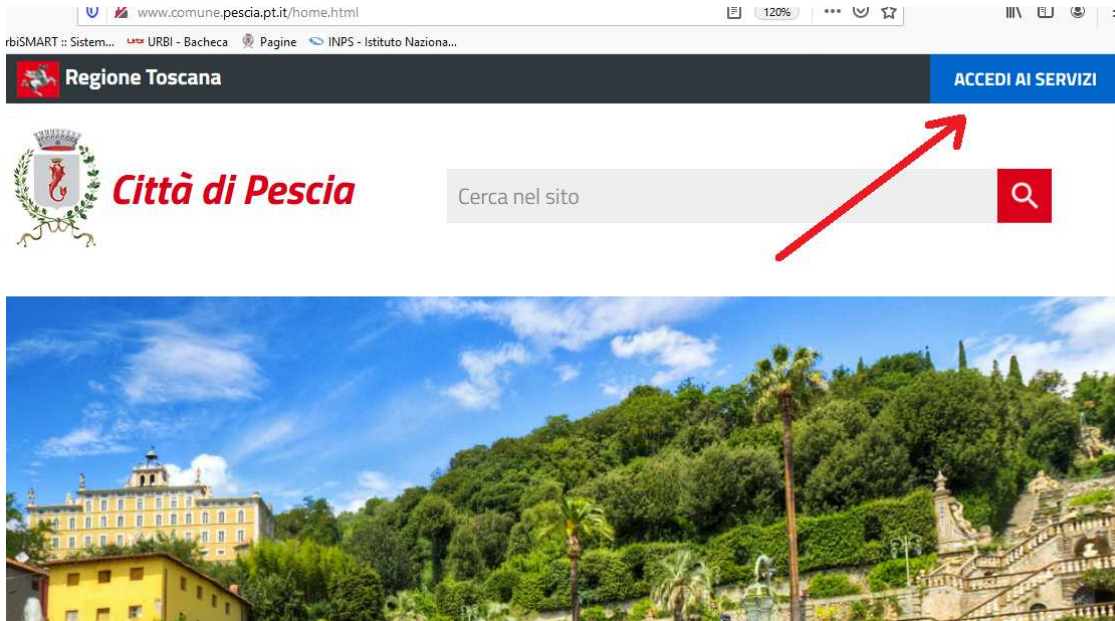 www.comune.pescia.pt.it/home.html 120%
rbiSMART :: Sistem... URBI - Bacheca Pagine INPS - Istituto Naziona...
Regione Toscana ACCEDI AI SERVIZI
Città di Pescia Cerca nel sito